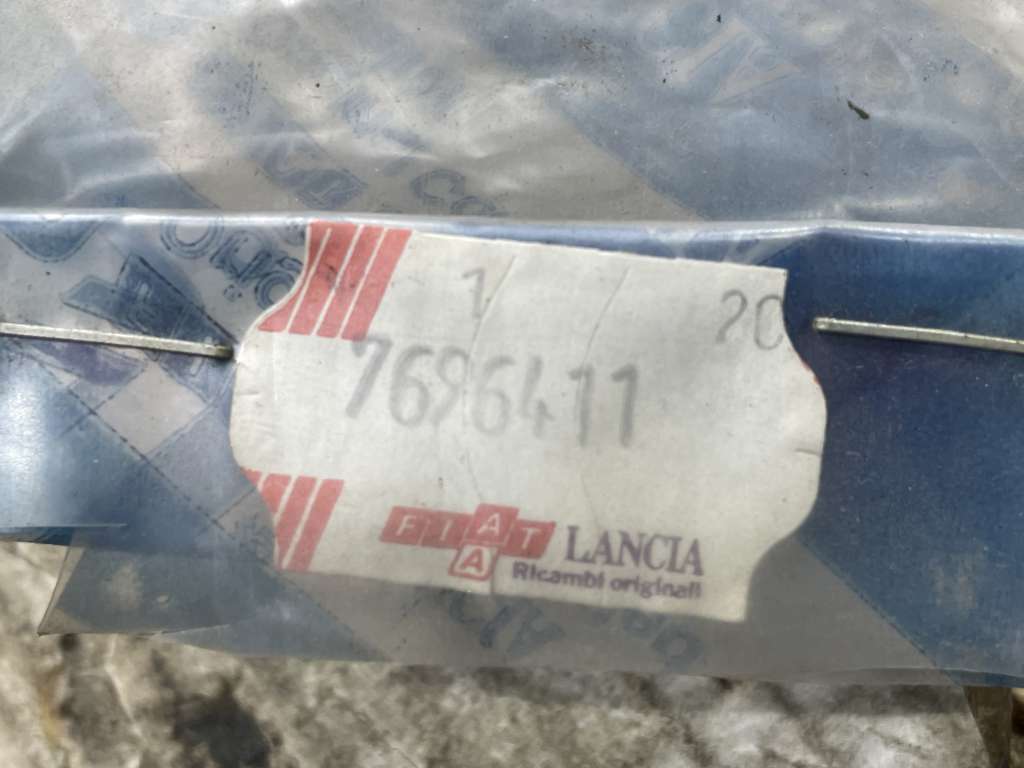 1 20
7696411
FIAT LANCIA
Ricambi originali